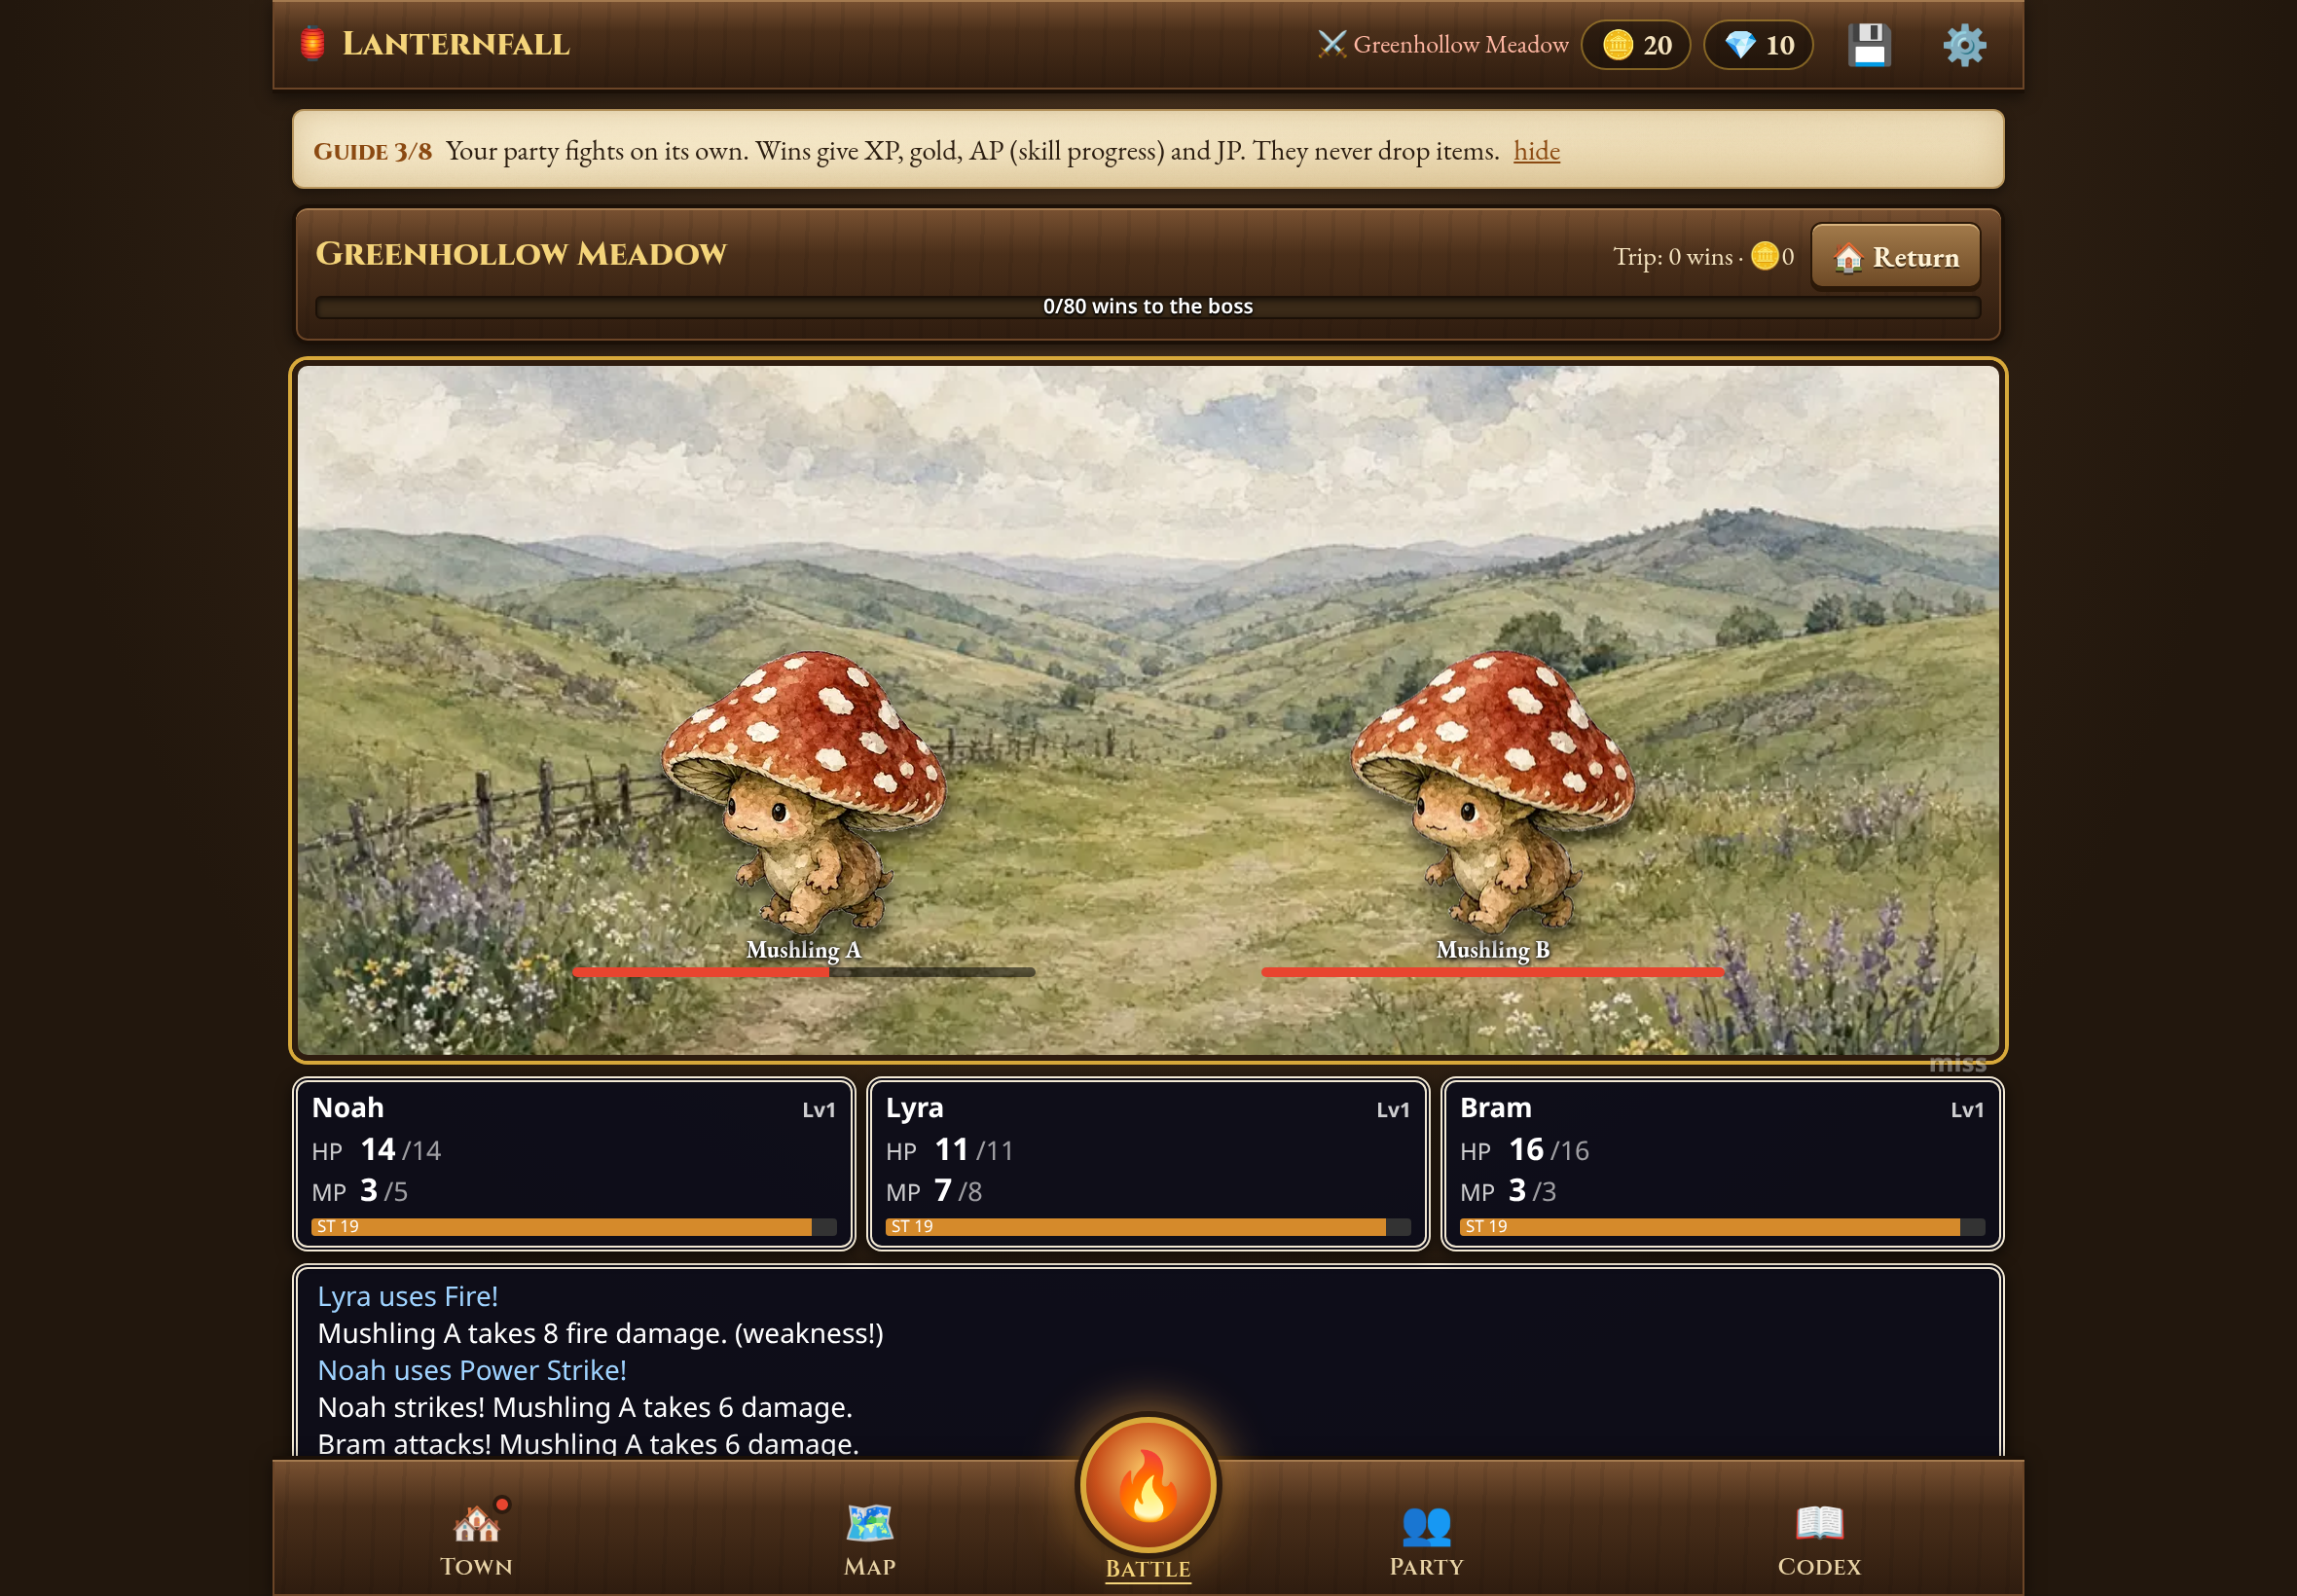 LANTERNFALL
Greenhollow Meadow 20 10
GUIDE 3/8 Your party fights on its own. Wins give XP, gold, AP (skill progress) and JP. They never drop items. hide
GREENHOLLOW MEADOW
Trip: 0 wins · 0 Return
0/80 wins to the boss
Mushling A
Mushling B
miss
Noah Lv1
HP 14 /14
MP 3 /5
ST 19
Lyra Lv1
HP 11 /11
MP 7 /8
ST 19
Bram Lv1
HP 16 /16
MP 3 /3
ST 19
Lyra uses Fire!
Mushling A takes 8 fire damage. (weakness!)
Noah uses Power Strike!
Noah strikes! Mushling A takes 6 damage.
Bram attacks! Mushling A takes 6 damage.
TOWN
MAP
BATTLE
PARTY
CODEX